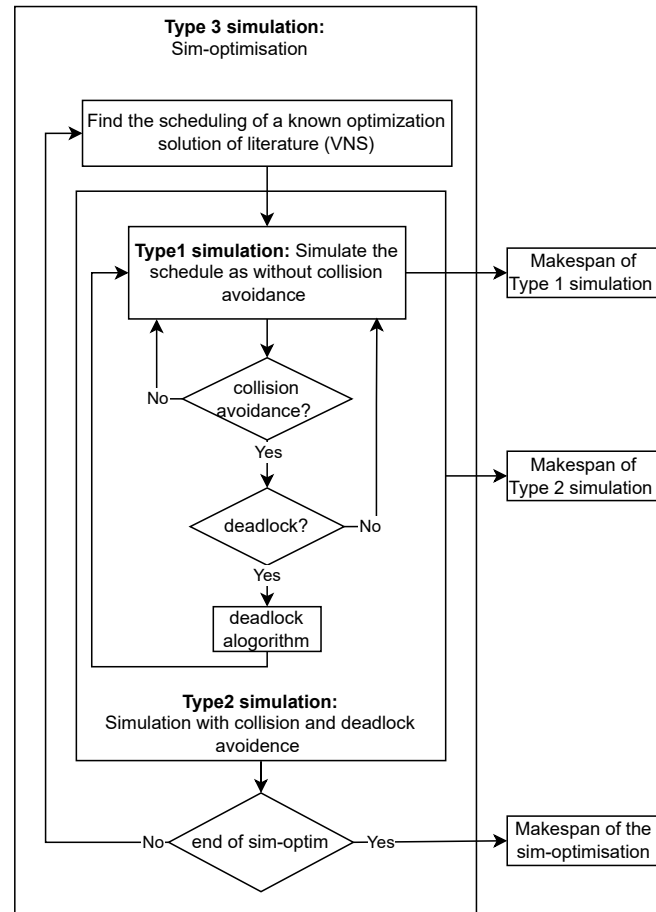 Type 3 simulation:
Sim-optimisation
Find the scheduling of a known optimization
solution of literature (VNS)
Type1 simulation: Simulate the
schedule as without collision
avoidance
Makespan of
Type 1 simulation
collision
avoidance?
No
Yes
Makespan of
Type 2 simulation
deadlock?
No
Yes
deadlock
alogorithm
Type2 simulation:
Simulation with collision and deadlock
avoidence
end of sim-optim
No
Yes
Makespan of the
sim-optimisation